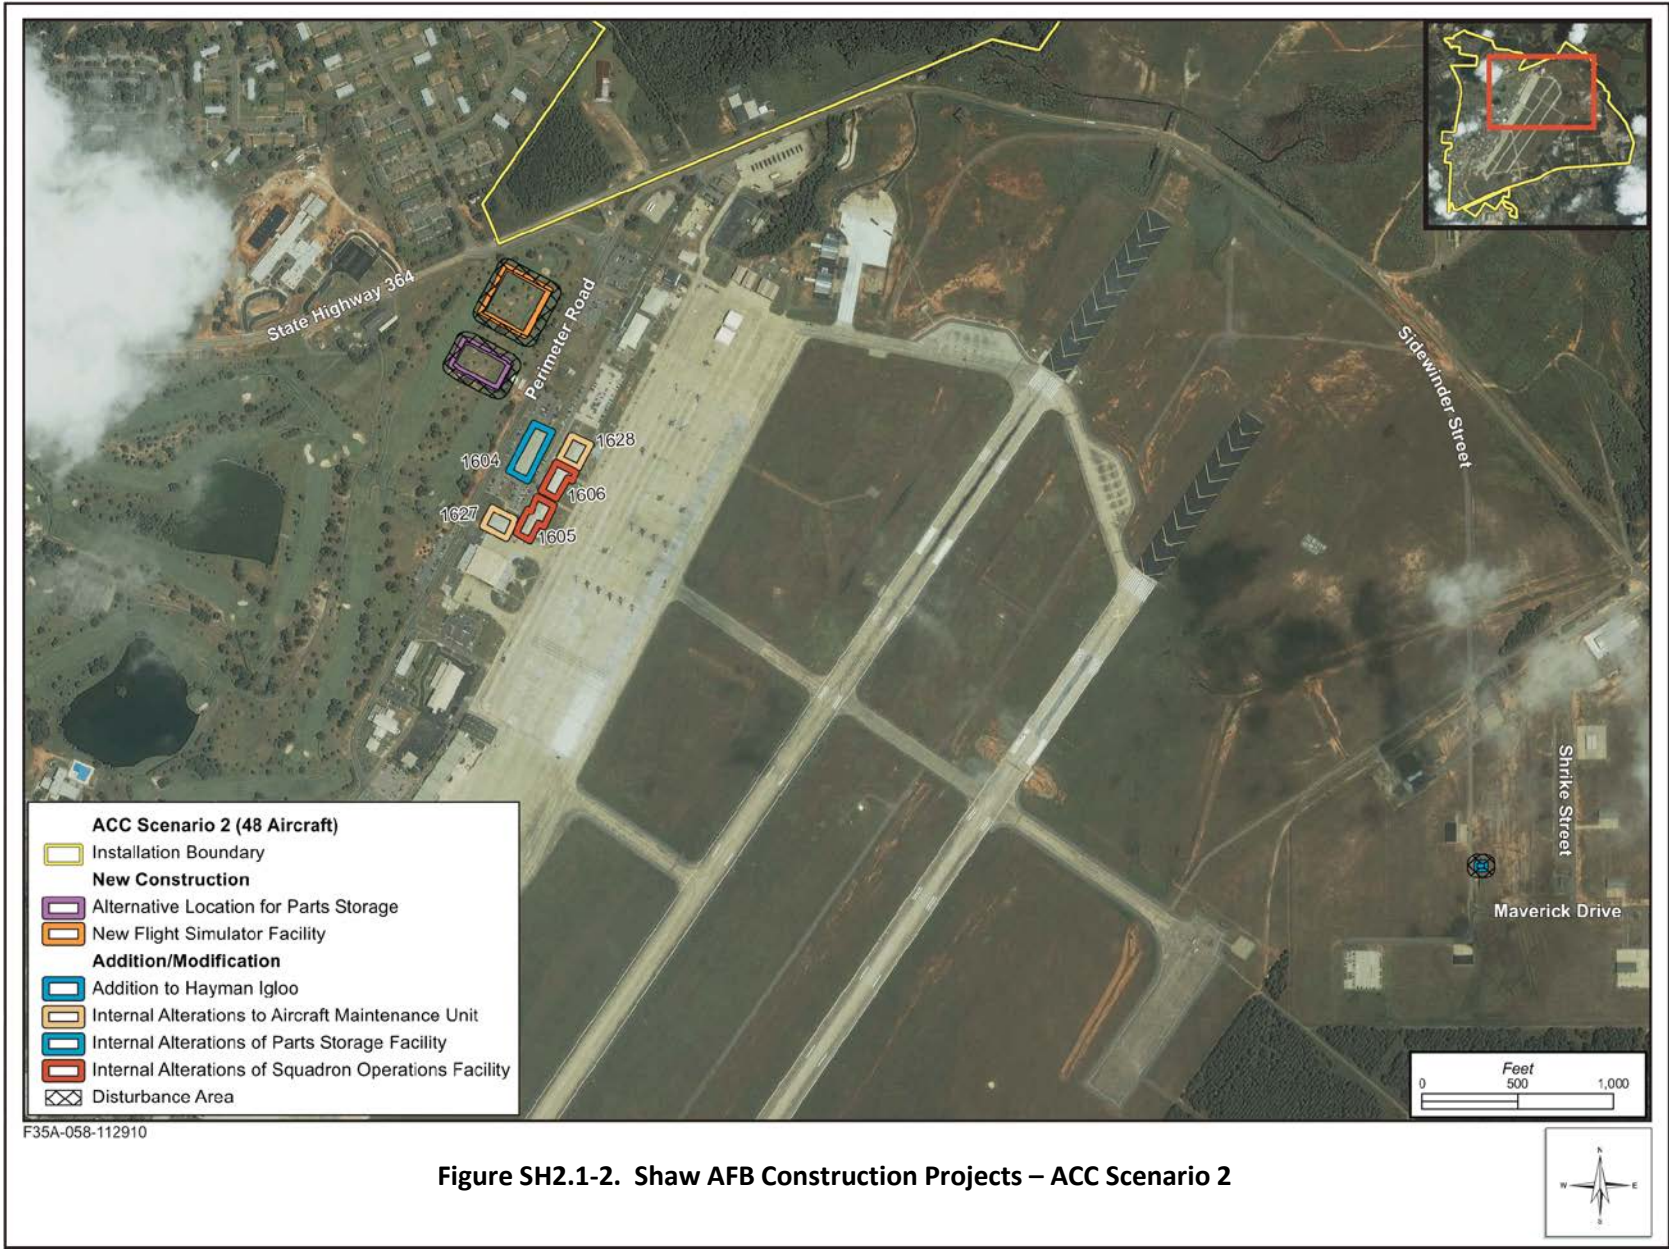 State Highway 364
Perimeter Road
Sidewinder Street
1604
1628
1606
1627
1605
Shrike Street
Maverick Drive
ACC Scenario 2 (48 Aircraft)
Installation Boundary
New Construction
Alternative Location for Parts Storage
New Flight Simulator Facility
Addition/Modification
Addition to Hayman Igloo
Internal Alterations to Aircraft Maintenance Unit
Internal Alterations of Parts Storage Facility
Internal Alterations of Squadron Operations Facility
Disturbance Area
Feet
0 500 1,000
F35A-058-112910
Figure SH2.1-2. Shaw AFB Construction Projects – ACC Scenario 2
N
W E
S